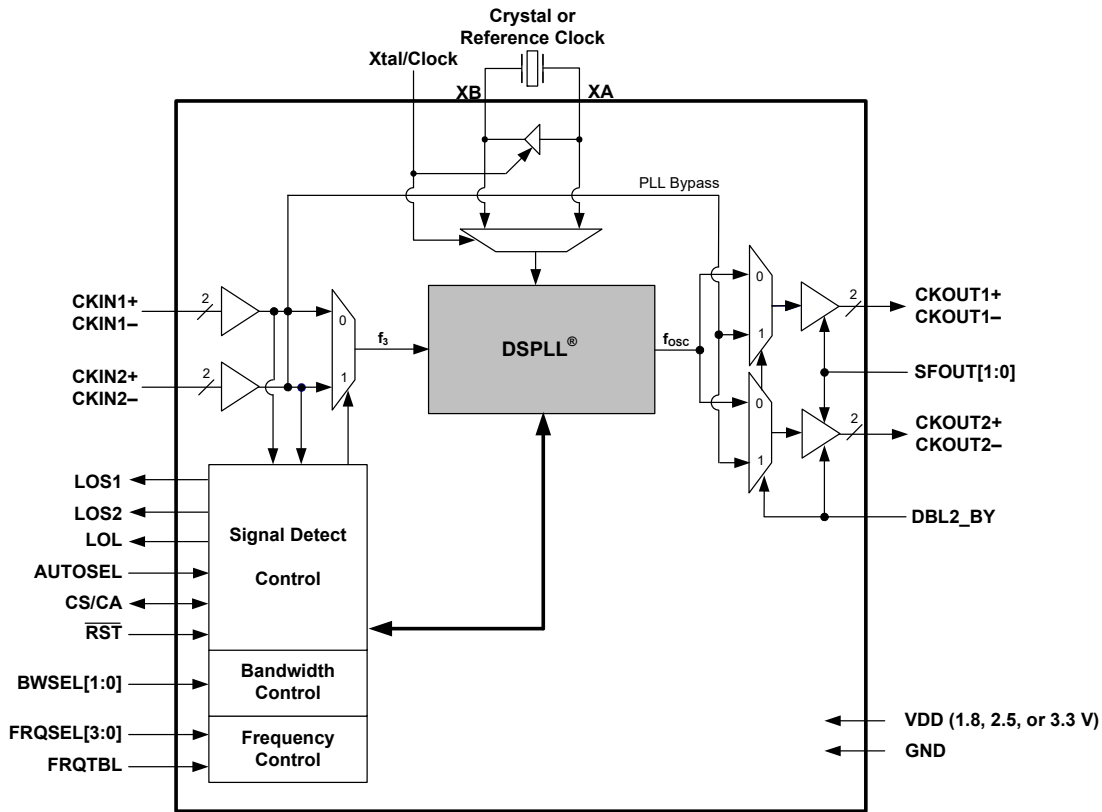 Crystal or
Reference Clock
Xtal/Clock
XB
XA
PLL Bypass
CKIN1+
CKIN1–
2
0
f3
DSPLL®
fOSC
0
1
2
CKOUT1+
CKOUT1–
CKIN2+
CKIN2–
2
1
SFOUT[1:0]
0
1
2
CKOUT2+
CKOUT2–
LOS1
LOS2
LOL
AUTOSEL
CS/CA
RST
Signal Detect
Control
DBL2_BY
BWSEL[1:0]
Bandwidth
Control
FRQSEL[3:0]
FRQTBL
Frequency
Control
VDD (1.8, 2.5, or 3.3 V)
GND